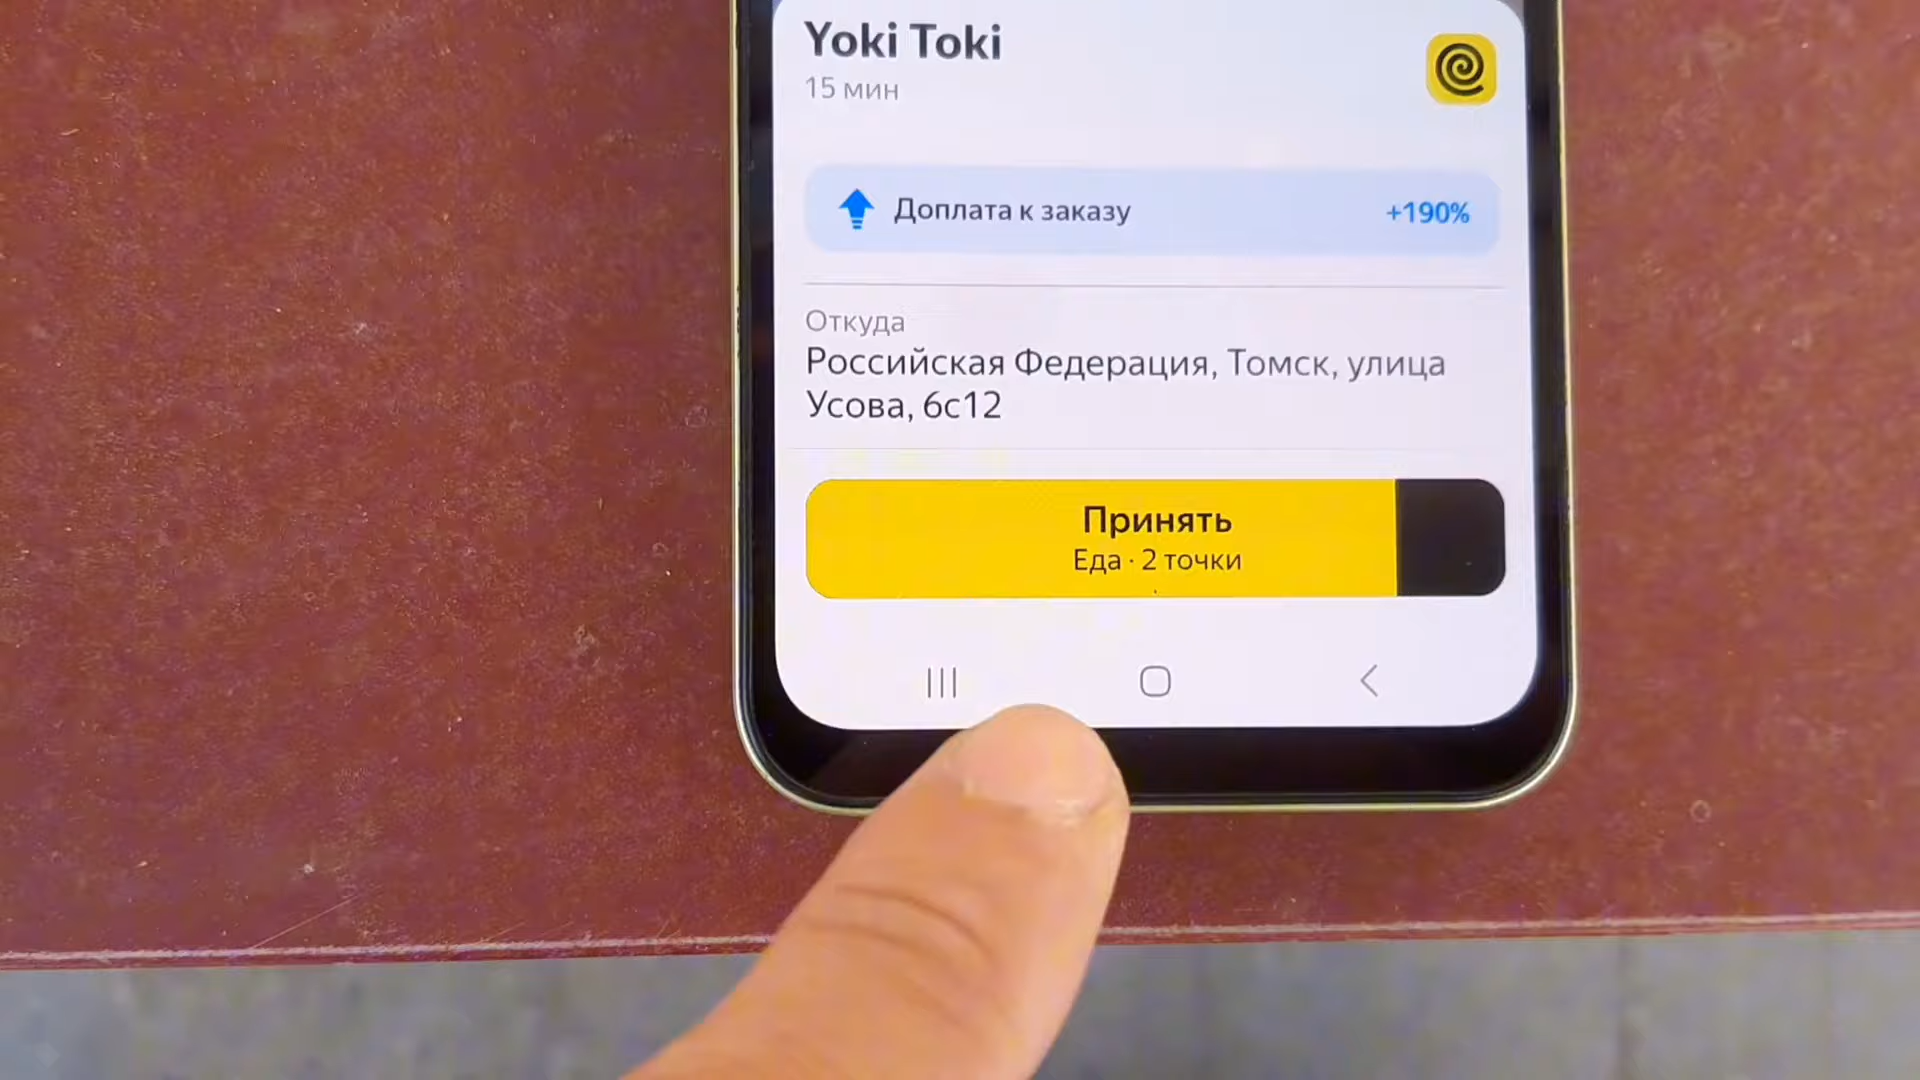 Yoki Toki
15 мин
Доплата к заказу +190%
Откуда
Российская Федерация, Томск, улица
Усова, 6с12
Принять
Еда · 2 точки